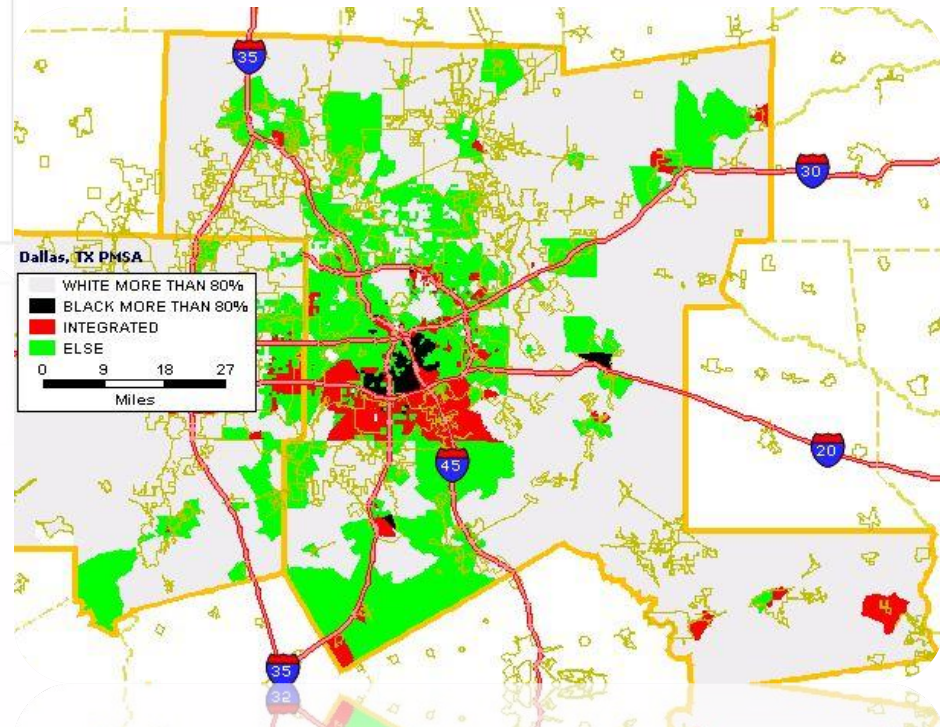 35
30
Dallas, TX PMSA
WHITE MORE THAN 80%
BLACK MORE THAN 80%
INTEGRATED
ELSE
0 9 18 27
Miles
20
45
35